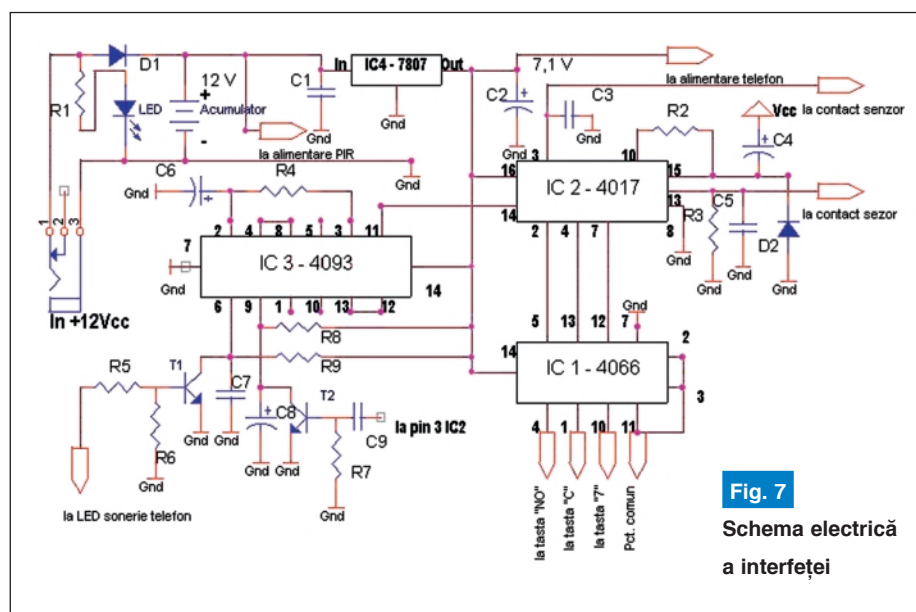 D1
12 V
+
Acumulator
-
R1
LED
In
IC4 - 7807
Out
C1
Gnd
7,1 V
C2
+
Gnd
la alimentare telefon
C3
Gnd
la contact senzor
R2
Vcc
C4
+
la alimentare PIR
Gnd
3
10
15
16
IC 2 - 4017
14
13
8
2
4
7
R3
C5
D2
Gnd
Gnd
Gnd
la contact sezor
C6
Gnd
+
R4
2
4
8
5
3
11
7
IC 3 - 4093
14
Gnd
6
9
1
10
13
12
1
2
3
In +12Vcc
R8
R9
R5
T1
C7
C8
+
T2
C9
la pin 3 IC2
R6
R7
Gnd
Gnd
Gnd
Gnd
Gnd
Gnd
la LED sonerie telefon
5
13
12
Gnd
7
2
14
IC 1 - 4066
3
4
1
10
11
la tasta "NO"
la tasta "C"
la tasta "7"
Pct. comun
Fig. 7
Schema electrică
a interfeței